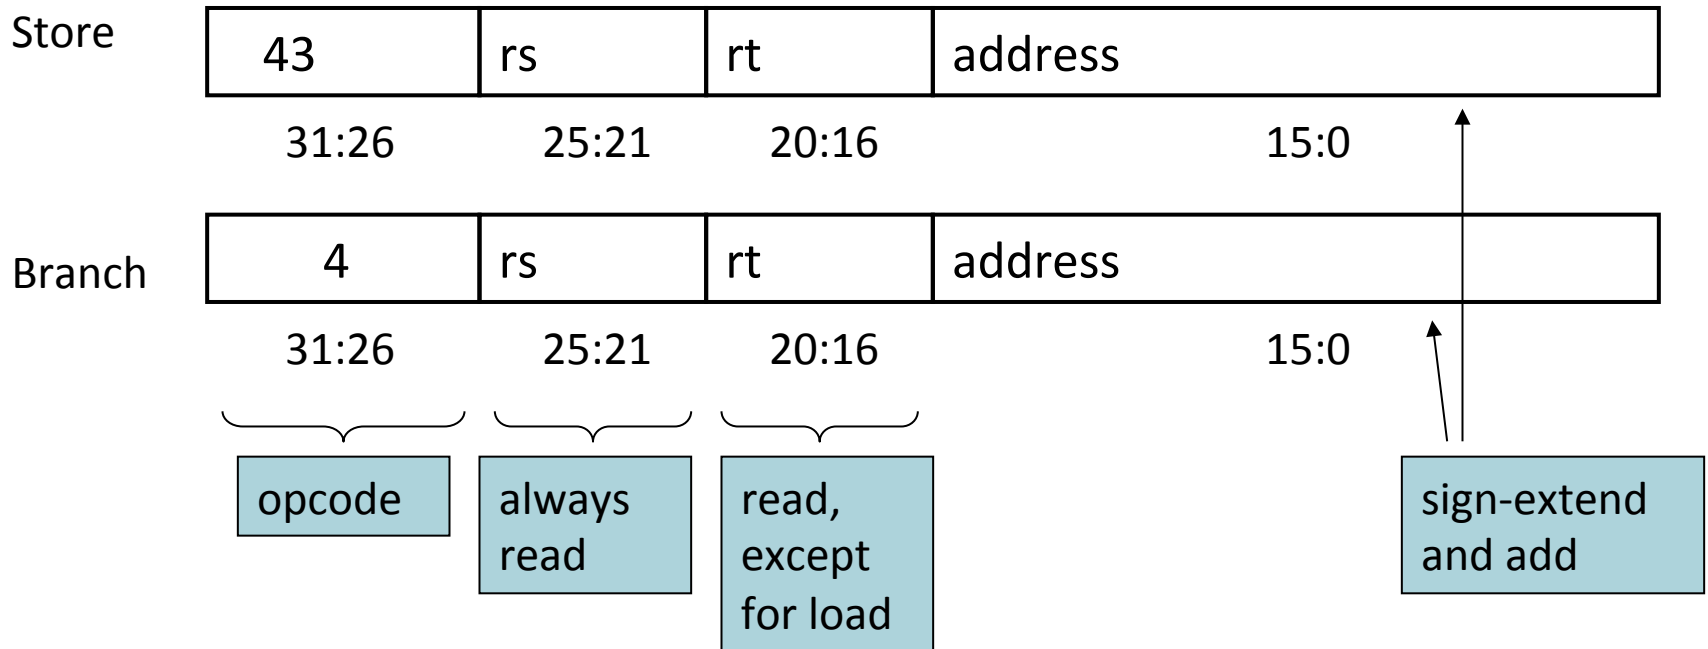 Store
43 rs rt address
31:26 25:21 20:16 15:0
Branch
4 rs rt address
31:26 25:21 20:16 15:0
opcode
always
read
read,
except
for load
sign-extend
and add